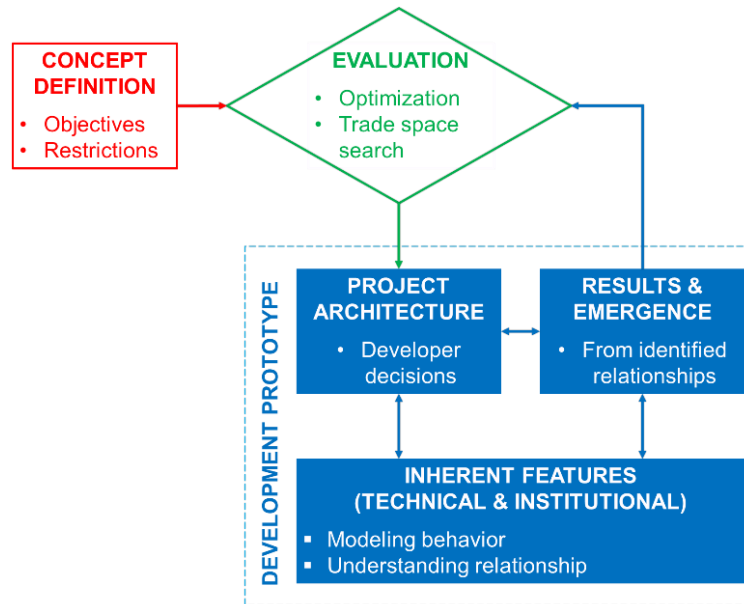 CONCEPT
DEFINITION
• Objectives
• Restrictions
EVALUATION
• Optimization
• Trade space
search
DEVELOPMENT PROTOTYPE
PROJECT
ARCHITECTURE
• Developer
decisions
RESULTS &
EMERGENCE
• From identified
relationships
INHERENT FEATURES
(TECHNICAL & INSTITUTIONAL)
▪ Modeling behavior
▪ Understanding relationship